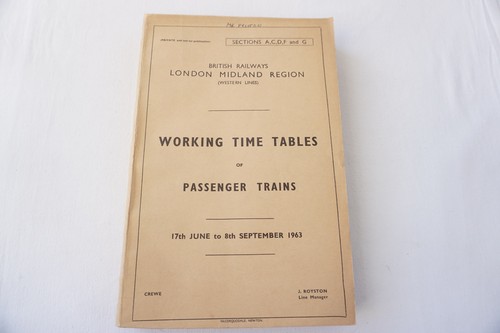 SECTIONS A,C,D,F and G
BRITISH RAILWAYS
LONDON MIDLAND REGION
(WESTERN LINES)
WORKING TIME TABLES
OF
PASSENGER TRAINS
17th JUNE to 8th SEPTEMBER 1963
CREWE
J. ROYSTON
Line Manager